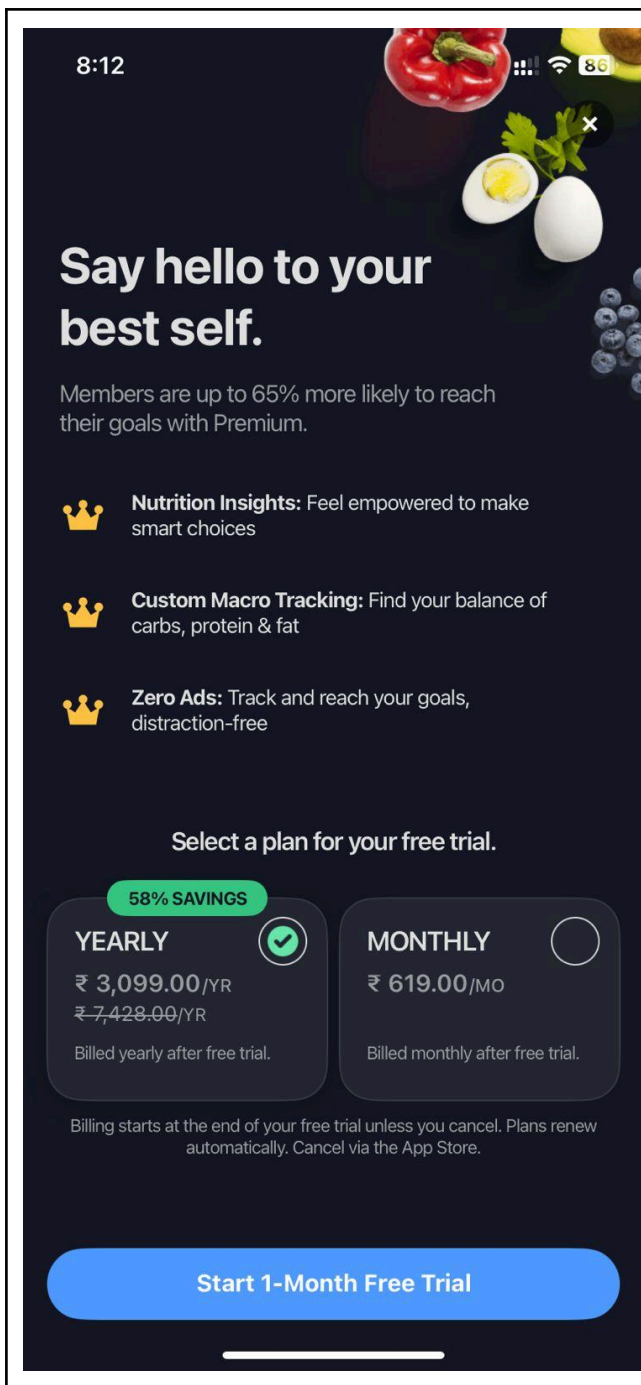 8:12
86
Say hello to your
best self.
Members are up to 65% more likely to reach
their goals with Premium.
Nutrition Insights: Feel empowered to make
smart choices
Custom Macro Tracking: Find your balance of
carbs, protein & fat
Zero Ads: Track and reach your goals,
distraction-free
Select a plan for your free trial.
58% SAVINGS
YEARLY
₹ 3,099.00/YR
₹ 7,428.00/YR
Billed yearly after free trial.
MONTHLY
₹ 619.00/MO
Billed monthly after free trial.
Billing starts at the end of your free trial unless you cancel. Plans renew
automatically. Cancel via the App Store.
Start 1-Month Free Trial